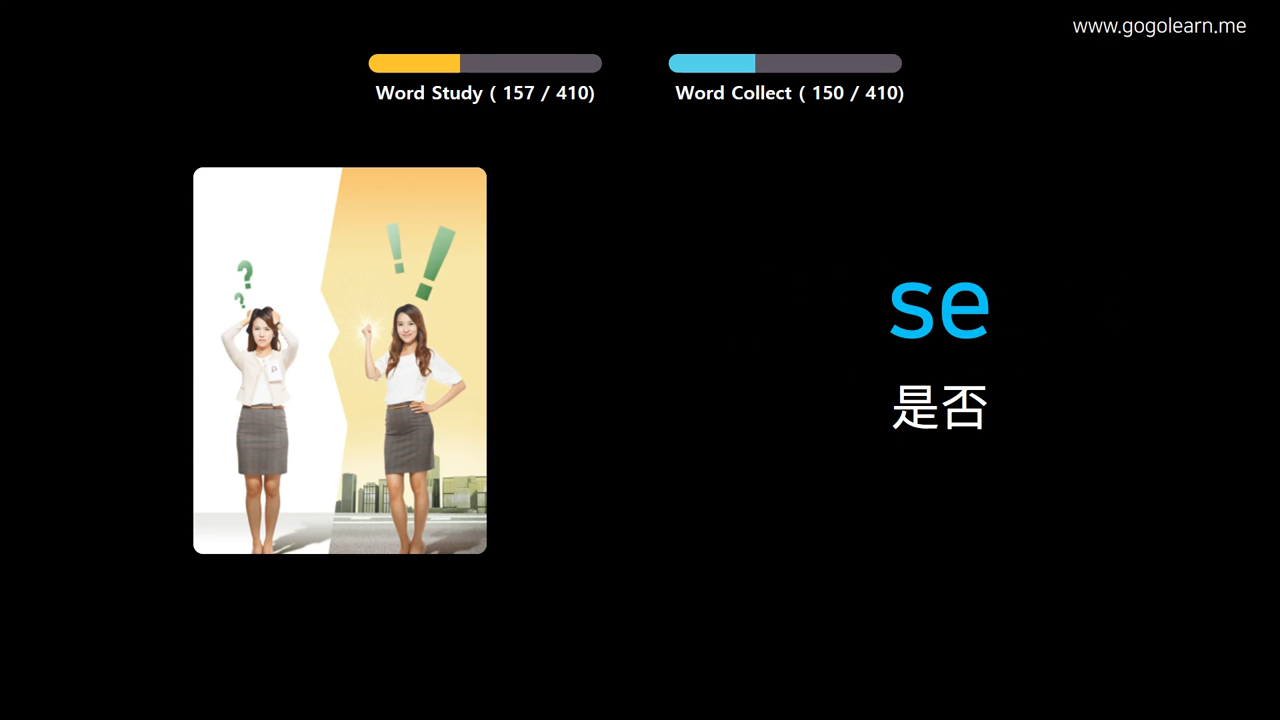 www.gogolearn.me
Word Study ( 157 / 410)
Word Collect ( 150 / 410)
? ?
! !
se
是否